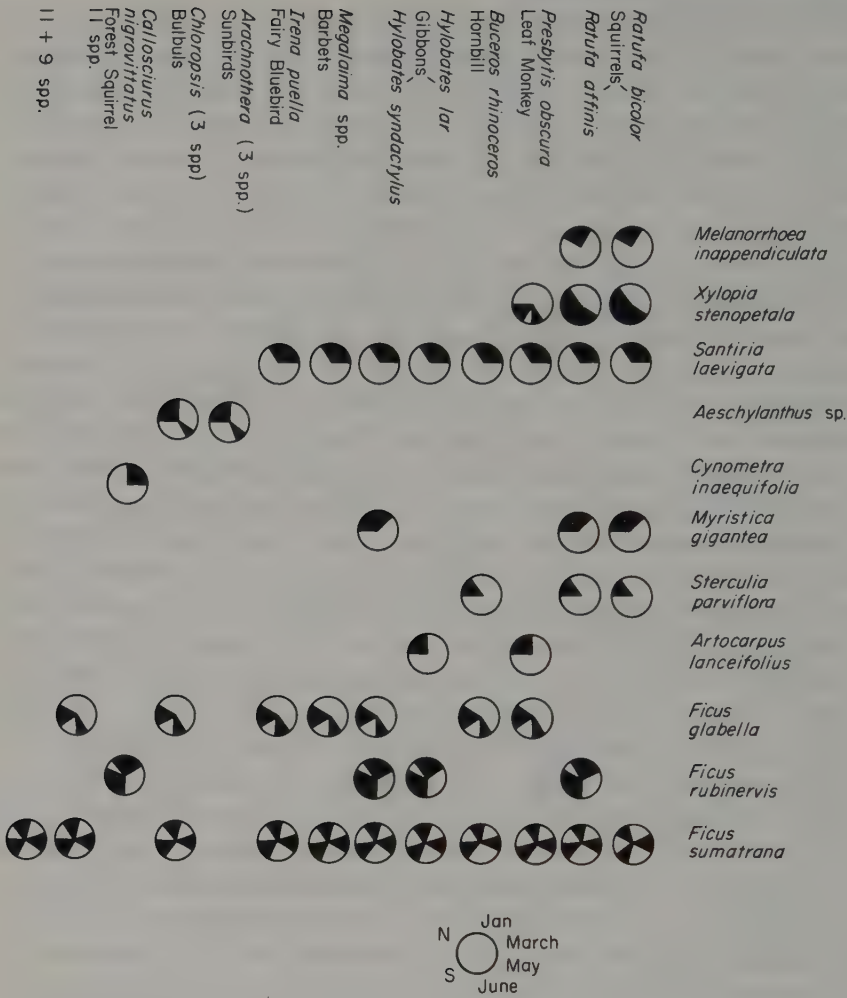 Ratufa bicolor
Squirrels
Ratufa affinis
Presbytis obscura
Leaf Monkey
Buceros rhinoceros
Hornbill
Hylobates lar
Gibbons
Hylobates syndactylus
Megalaima spp.
Barbets
Irena puella
Fairy Bluebird
Arachnothera (3 spp.)
Sunbirds
Chloropsis (3 spp)
Bulbuls
Callosciurus
nigrovittatus
Forest Squirrel
11 spp.
11 + 9 spp.
Melanorrhoea
inappendiculata
Xylopia
stenopetala
Santiria
laevigata
Aeschylanthus sp.
Cynometra
inaequifolia
Myristica
gigantea
Sterculia
parviflora
Artocarpus
lanceifolius
Ficus
glabella
Ficus
rubinervis
Ficus
sumatrana
Jan
N
March
May
S
June